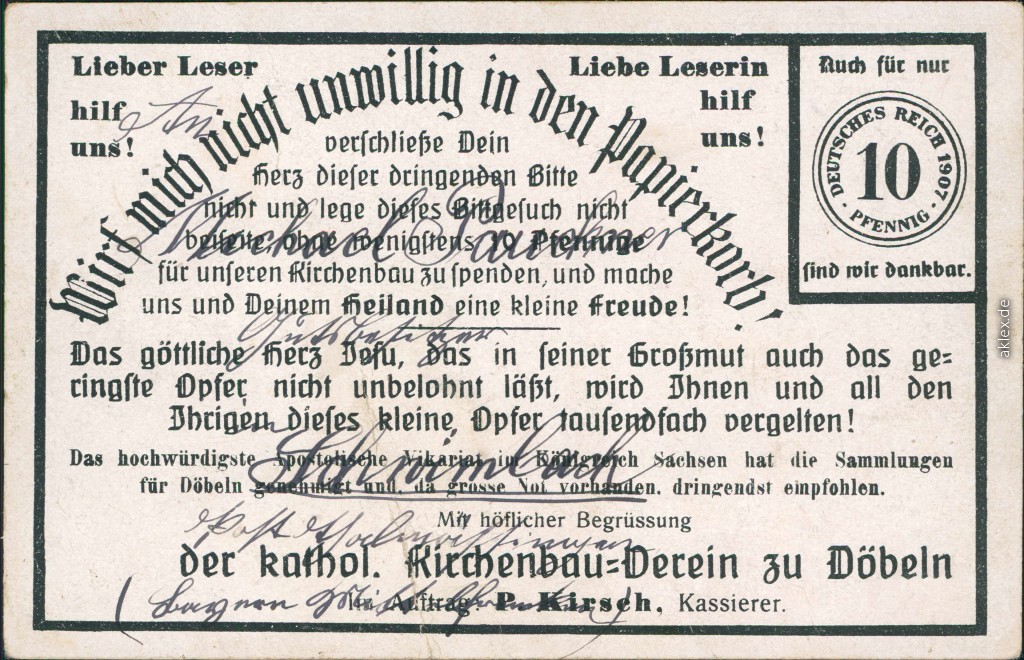 Lieber Leser
hilf
uns!
Liebe Leserin
hilf
uns!
Wirf mich nicht unwillig in den Papierkorb!
verschließe Dein
Herz dieser dringenden Bitte
nicht und lege dieses Bittgesuch nicht
beiseite, ohne wenigstens 10 Pfennige
für unseren Kirchenbau zu spenden, und mache
uns und Deinem Heiland eine kleine Freude!
Auch für nur
DEUTSCHES REICH 1907
10
PFENNIG
sind wir dankbar.
Das göttliche Herz Jesu, das in seiner Großmut auch das ge=
ringste Opfer nicht unbelohnt läßt, wird Ihnen und all den
Ihrigen dieses kleine Opfer tausendfach vergelten!
Das hochwürdigste Apostolische Vikariat im Königreich Sachsen hat die Sammlungen
für Döbeln genehmigt und, da grosse Not vorhanden, dringendst empfohlen.
Mit höflicher Begrüssung
der kathol. Kirchenbau=Verein zu Döbeln
Im Auftrag: P. Kirsch, Kassierer.
An
Michael
Gutsbesitzer
in
Post
(Bayern
aklex.de